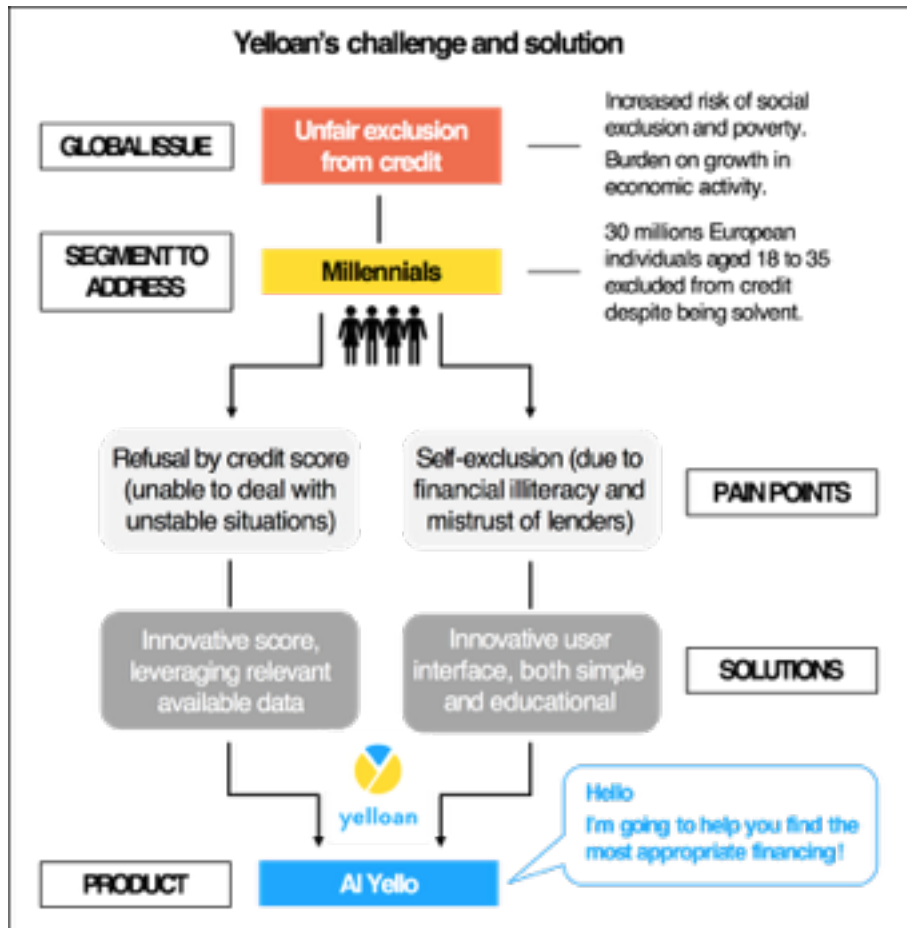 Yelloan's challenge and solution
GLOBAL ISSUE
Unfair exclusion
from credit
Increased risk of social
exclusion and poverty.
Burden on growth in
economic activity.
SEGMENT TO
ADDRESS
Millennials
30 millions European
individuals aged 18 to 35
excluded from credit
despite being solvent.
Refusal by credit score
(unable to deal with
unstable situations)
Self-exclusion (due to
financial illiteracy and
mistrust of lenders)
PAIN POINTS
Innovative score,
leveraging relevant
available data
Innovative user
interface, both simple
and educational
SOLUTIONS
yelloan
Hello
I'm going to help you find the
most appropriate financing!
PRODUCT
Al Yello